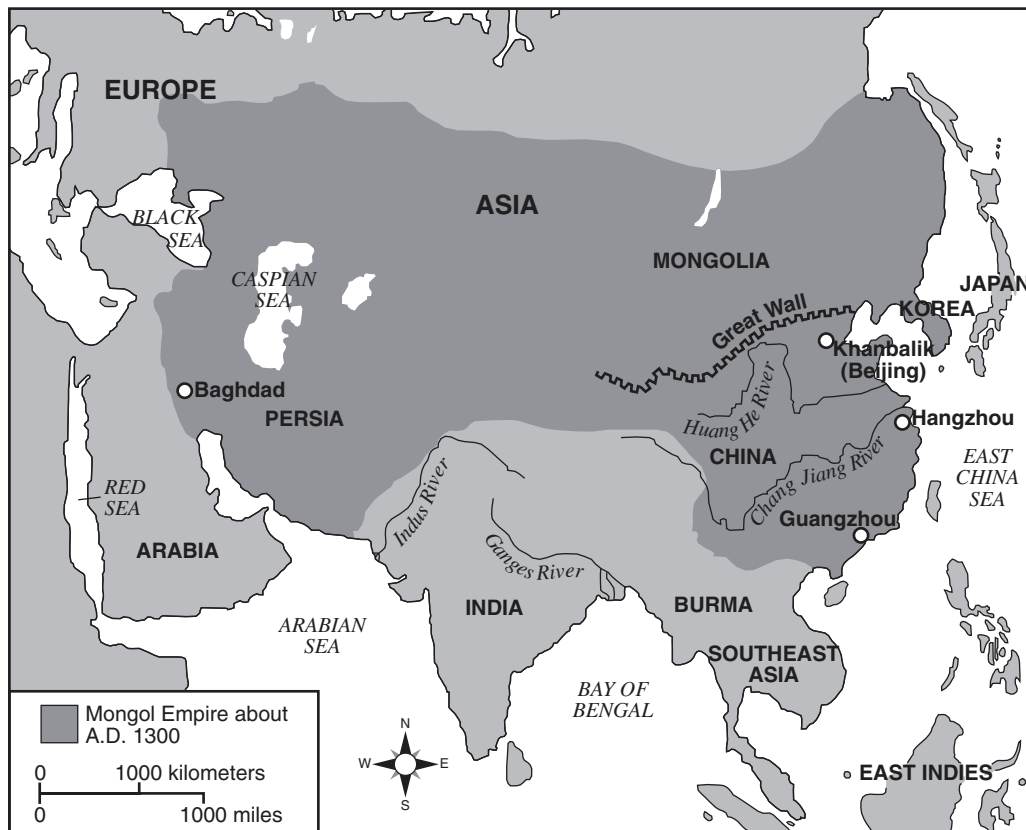 EUROPE
ASIA
BLACK
SEA
CASPIAN
SEA
MONGOLIA
JAPAN
KOREA
Great Wall
Khanbalik
(Beijing)
Baghdad
PERSIA
Huang He River
Hangzhou
CHINA
Chang Jiang River
EAST
CHINA
SEA
RED
SEA
Indus River
Guangzhou
ARABIA
Ganges River
INDIA
BURMA
ARABIAN
SEA
SOUTHEAST
ASIA
BAY OF
BENGAL
EAST INDIES
N
W
E
S
Mongol Empire about
A.D. 1300
0 1000 kilometers
0 1000 miles